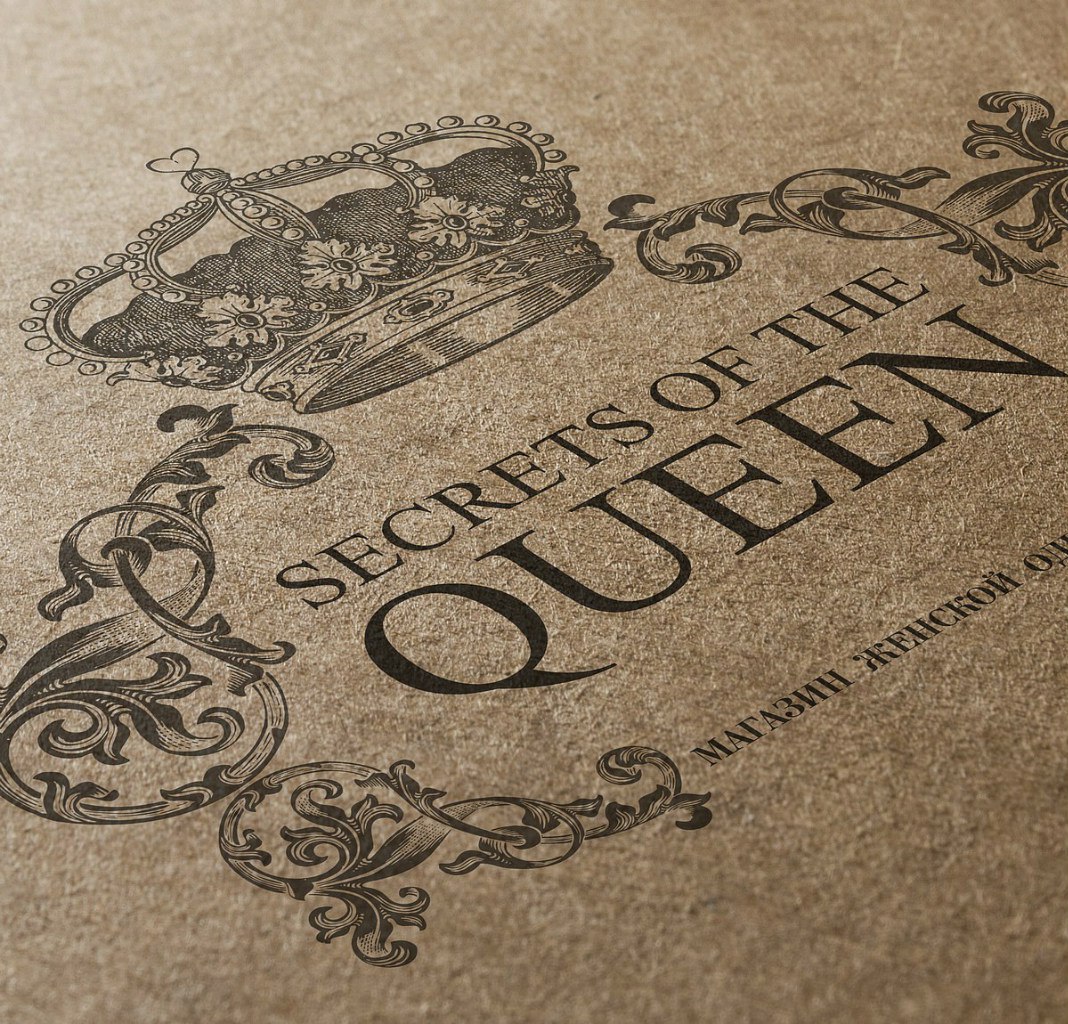 SECRETS OF THE
QUEEN
МАГАЗИН ЖЕНСКОЙ